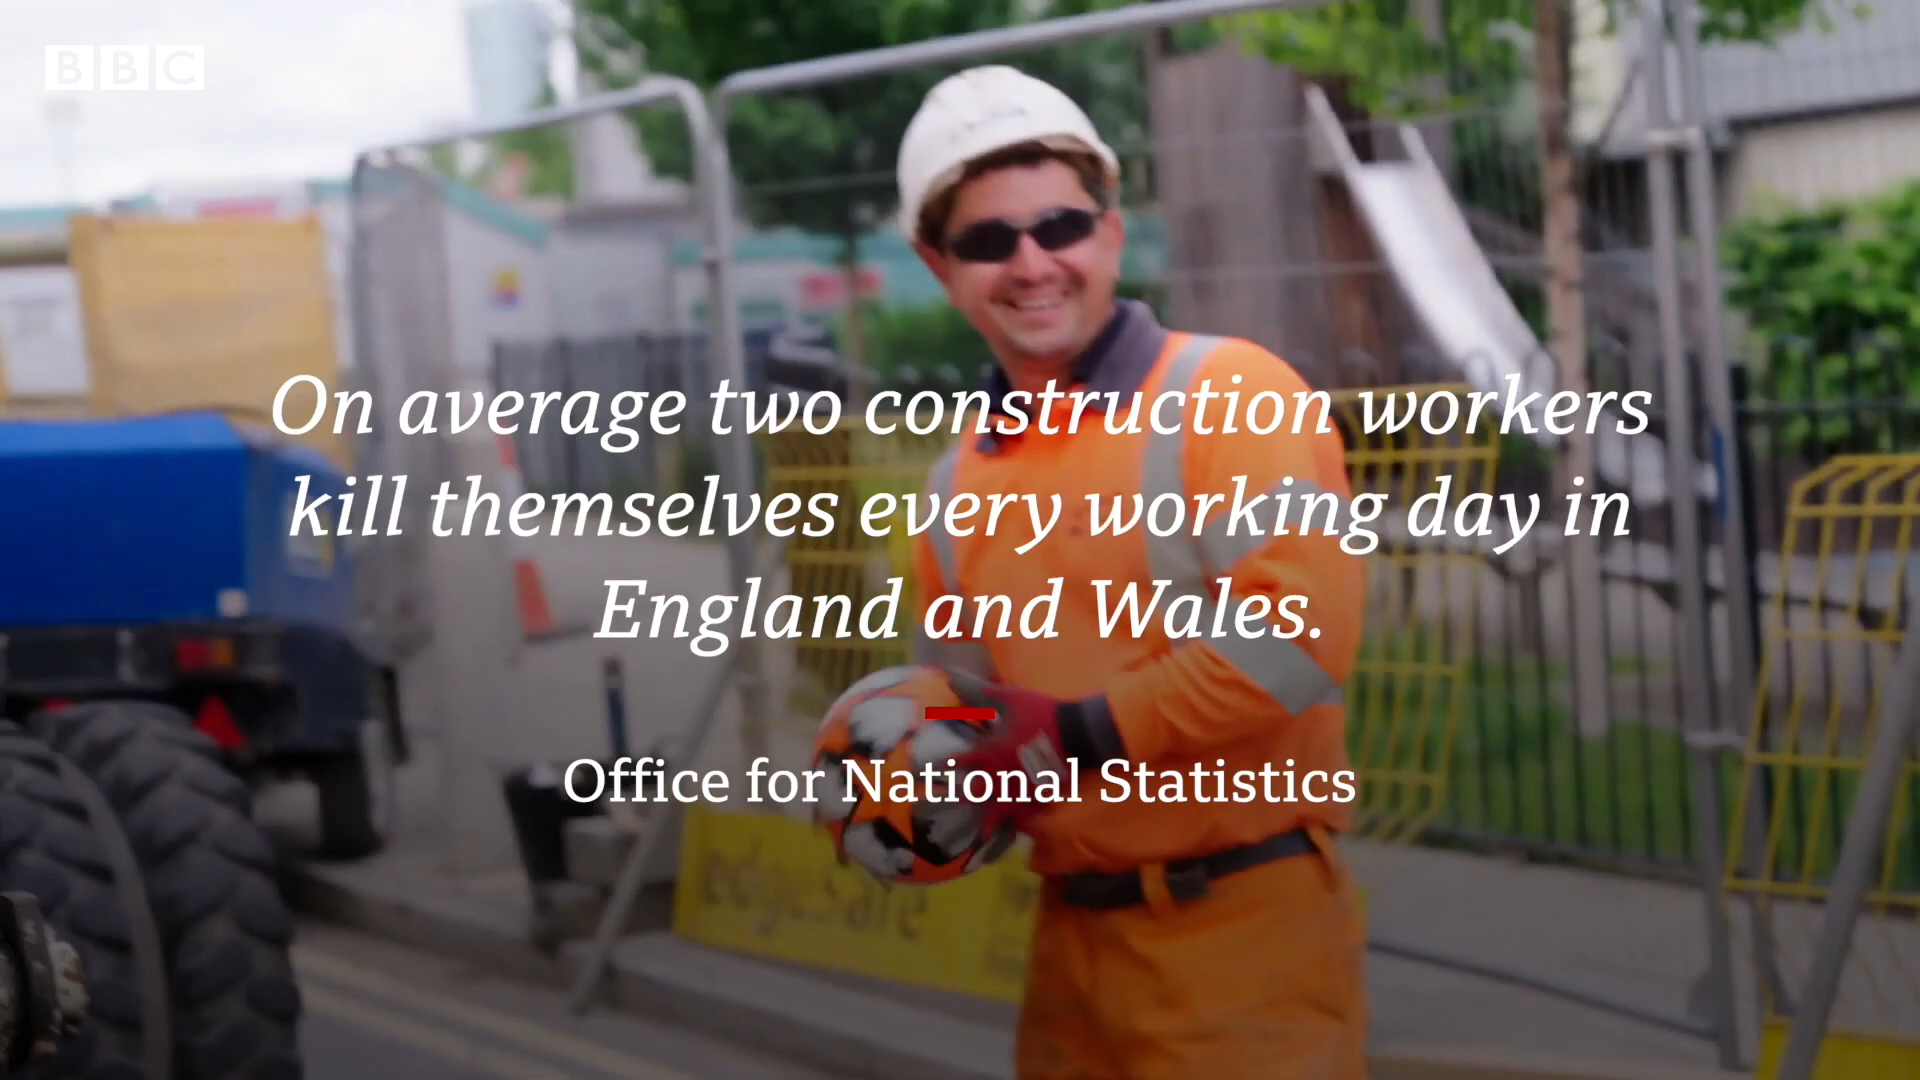 BBC
On average two construction workers
kill themselves every working day in
England and Wales.
Office for National Statistics
edgesafe